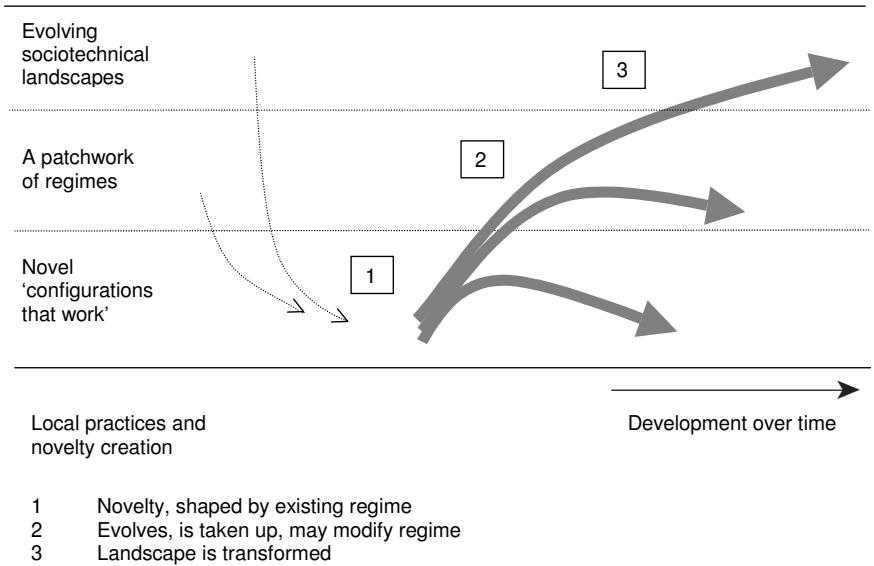 Evolving
sociotechnical
landscapes
3
A patchwork
of regimes
2
Novel
‘configurations
that work’
1
Local practices and
novelty creation
Development over time
1 Novelty, shaped by existing regime
2 Evolves, is taken up, may modify regime
3 Landscape is transformed